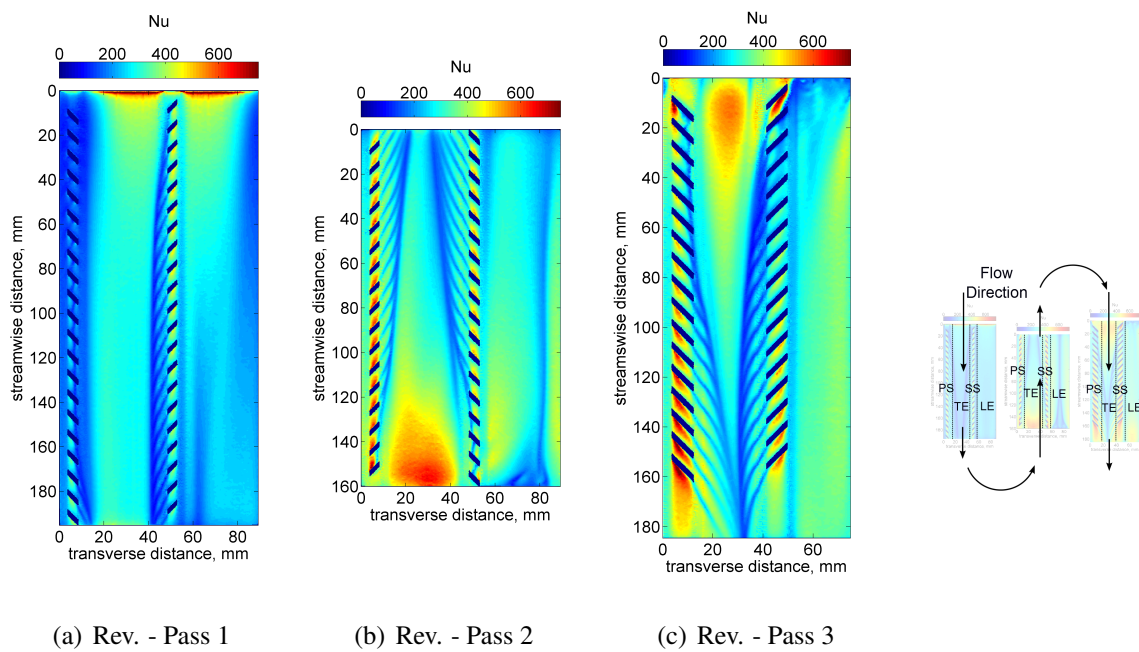 Nu
0 200 400 600
0
20
40
60
80
100
120
140
160
180
0 20 40 60 80
streamwise distance, mm
transverse distance, mm
(a) Rev. - Pass 1
Nu
0 200 400 600
0
20
40
60
80
100
120
140
160
0 20 40 60 80
streamwise distance, mm
transverse distance, mm
(b) Rev. - Pass 2
Nu
0 200 400 600
0
20
40
60
80
100
120
140
160
180
0 20 40 60
streamswise distance, mm
transverse distance, mm
(c) Rev. - Pass 3
Flow
Direction
PS SS
TE LE
PS SS
TE LE
PS SS
TE LE